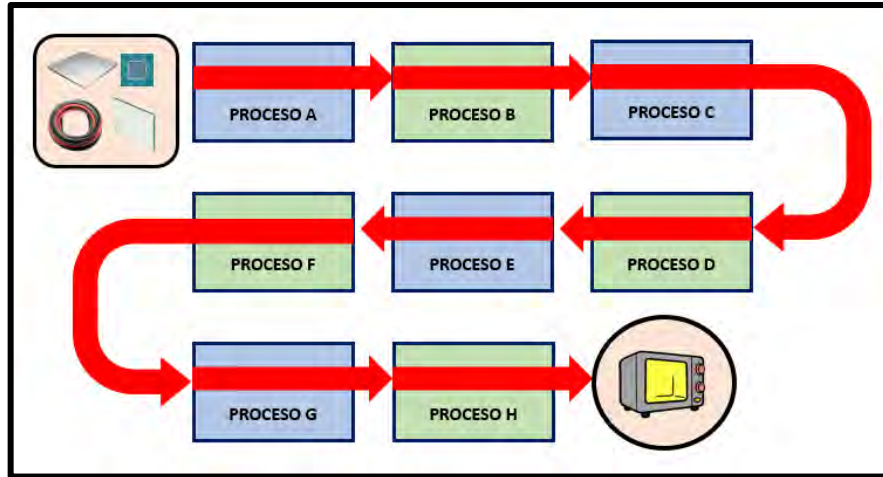 PROCESO A
PROCESO B
PROCESO C
PROCESO F
PROCESO E
PROCESO D
PROCESO G
PROCESO H